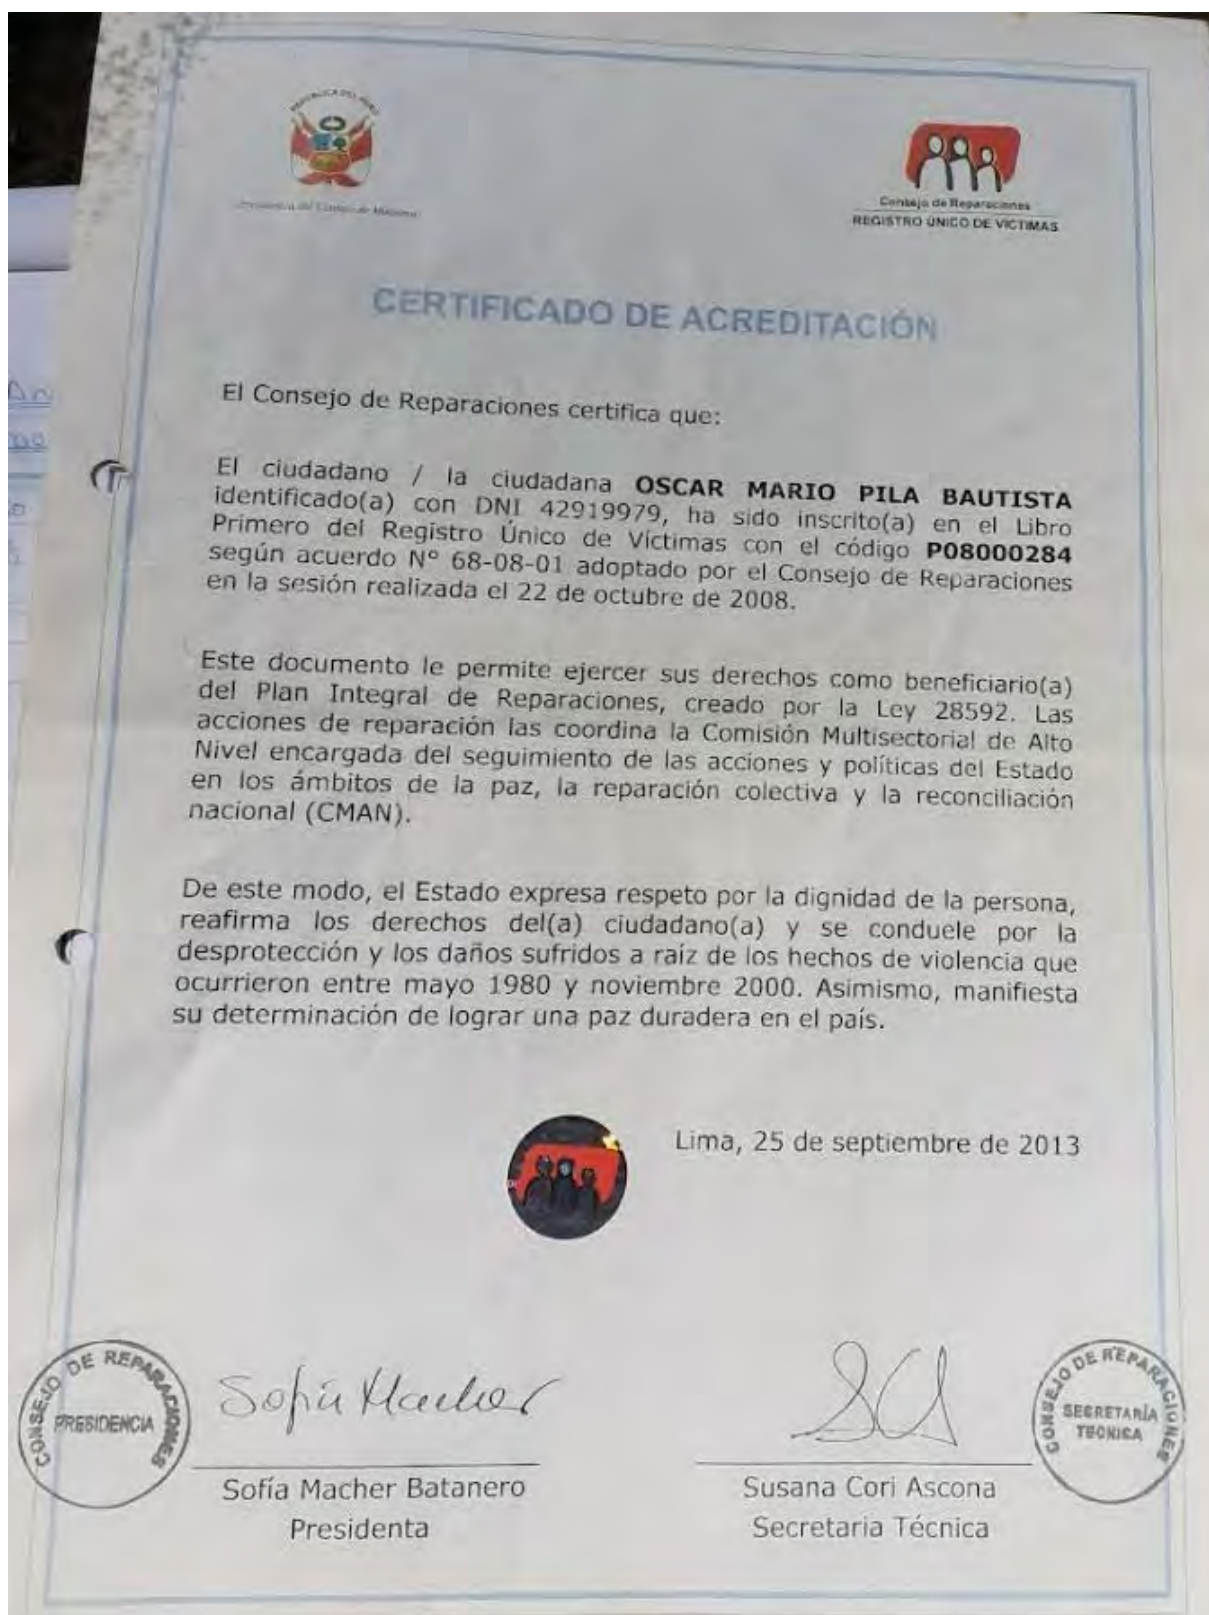 REPÚBLICA DEL PERÚ
Presidencia del Consejo de Ministros
Consejo de Reparaciones
REGISTRO ÚNICO DE VÍCTIMAS
CERTIFICADO DE ACREDITACIÓN
El Consejo de Reparaciones certifica que:
El ciudadano / la ciudadana OSCAR MARIO PILA BAUTISTA
identificado(a) con DNI 42919979, ha sido inscrito(a) en el Libro
Primero del Registro Único de Víctimas con el código P08000284
según acuerdo N° 68-08-01 adoptado por el Consejo de Reparaciones
en la sesión realizada el 22 de octubre de 2008.
Este documento le permite ejercer sus derechos como beneficiario(a)
del Plan Integral de Reparaciones, creado por la Ley 28592. Las
acciones de reparación las coordina la Comisión Multisectorial de Alto
Nivel encargada del seguimiento de las acciones y políticas del Estado
en los ámbitos de la paz, la reparación colectiva y la reconciliación
nacional (CMAN).
De este modo, el Estado expresa respeto por la dignidad de la persona,
reafirma los derechos del(a) ciudadano(a) y se conduele por la
desprotección y los daños sufridos a raíz de los hechos de violencia que
ocurrieron entre mayo 1980 y noviembre 2000. Asimismo, manifiesta
su determinación de lograr una paz duradera en el país.
Lima, 25 de septiembre de 2013
CONSEJO DE REPARACIONES
PRESIDENCIA
Sofía Macher
Sofía Macher Batanero
Presidenta
CONSEJO DE REPARACIONES
SECRETARÍA
TECNICA
Susana Cori Ascona
Secretaria Técnica